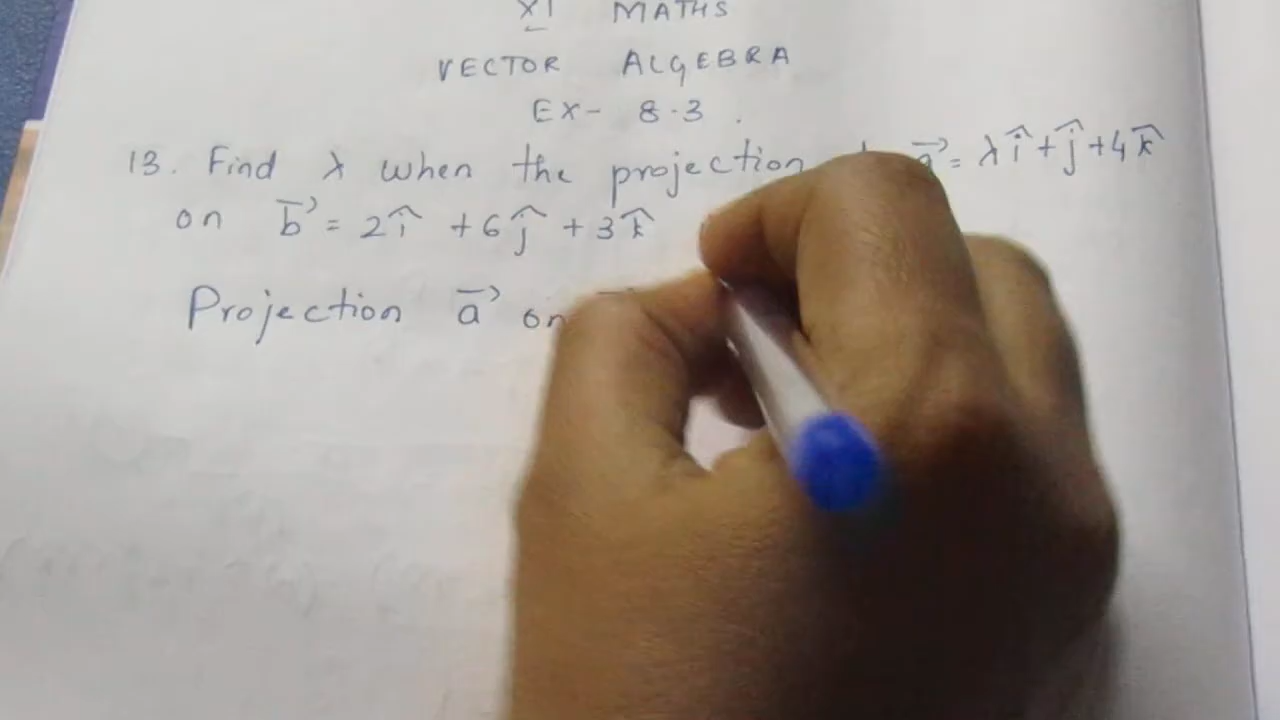 XI MATHS
VECTOR ALGEBRA
EX- 8.3.
13. Find λ when the projection a⃗ = λî + ĵ + 4k̂
on b⃗ = 2î + 6ĵ + 3k̂
Projection a⃗ on